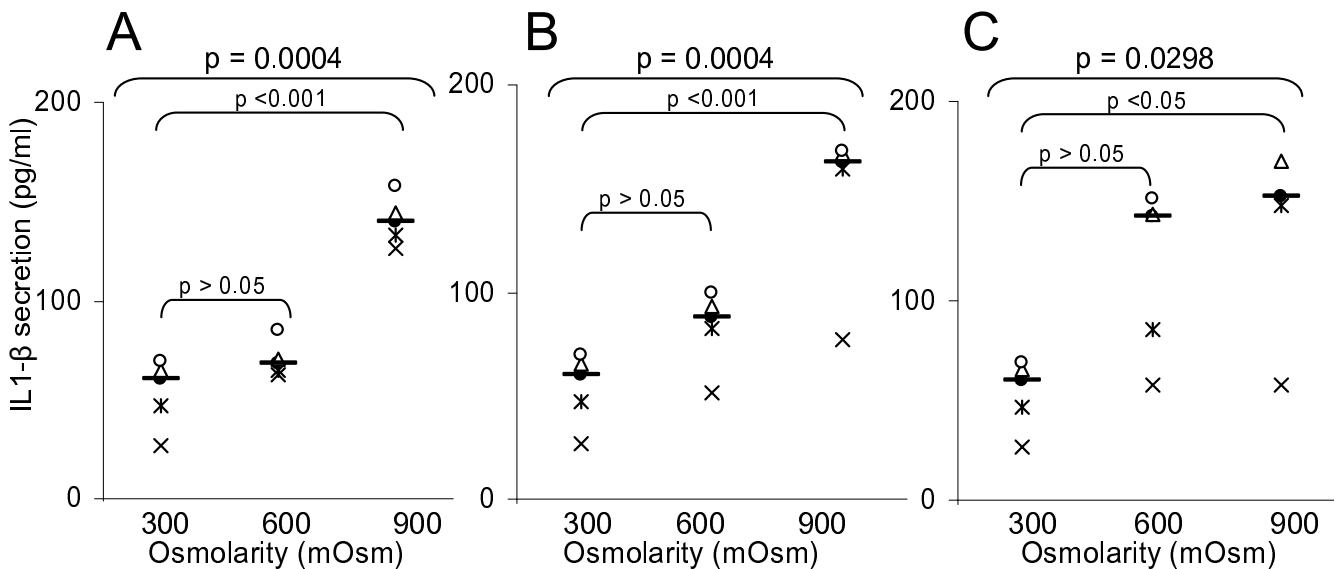 A
B
C
p = 0.0004
p = 0.0004
p = 0.0298
p <0.001
p <0.001
p <0.05
p > 0.05
p > 0.05
p > 0.05
IL1-β secretion (pg/ml)
200
100
0
200
100
0
200
100
0
300 600 900
300 600 900
300 600 900
Osmolarity (mOsm)
Osmolarity (mOsm)
Osmolarity (mOsm)